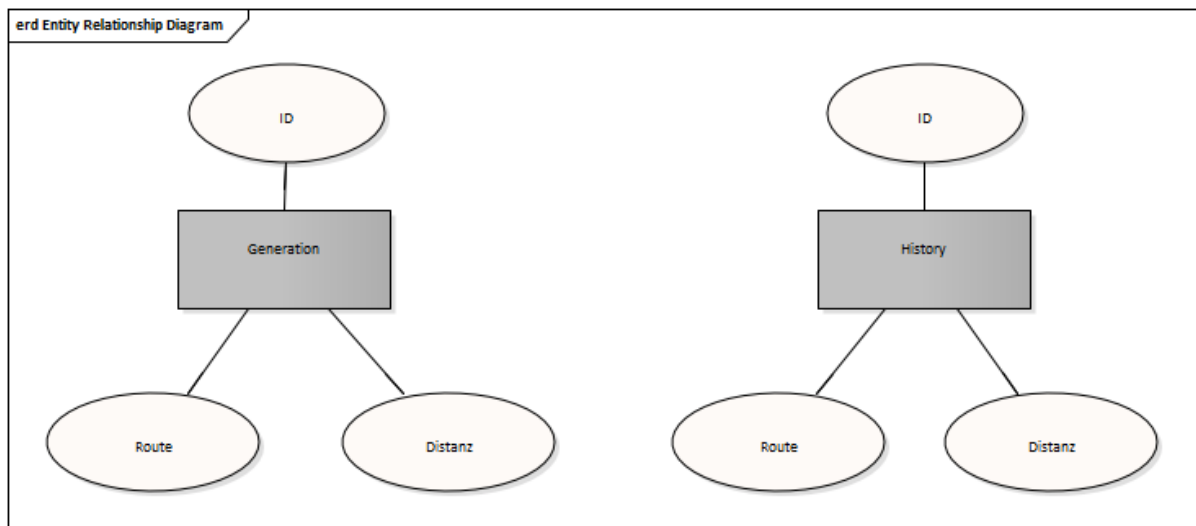 erd Entity Relationship Diagram
ID
ID
Generation
History
Route
Distanz
Route
Distanz